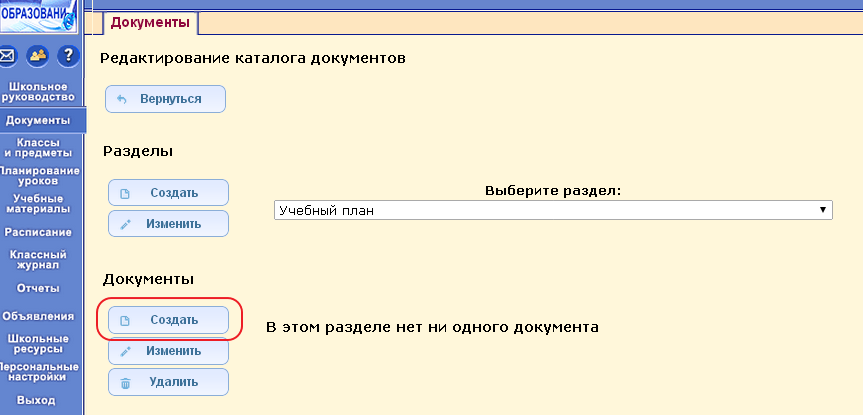 ОБРАЗОВАНИ
Документы
Редактирование каталога документов
Вернуться
Разделы
Создать
Изменить
Выберите раздел:
Учебный план
Документы
Создать
Изменить
Удалить
В этом разделе нет ни одного документа
?
Школьное
руководство
Документы
Классы
и предметы
Планирование
уроков
Учебные
материалы
Расписание
Классный
журнал
Отчеты
Объявления
Школьные
ресурсы
Персональные
настройки
Выход